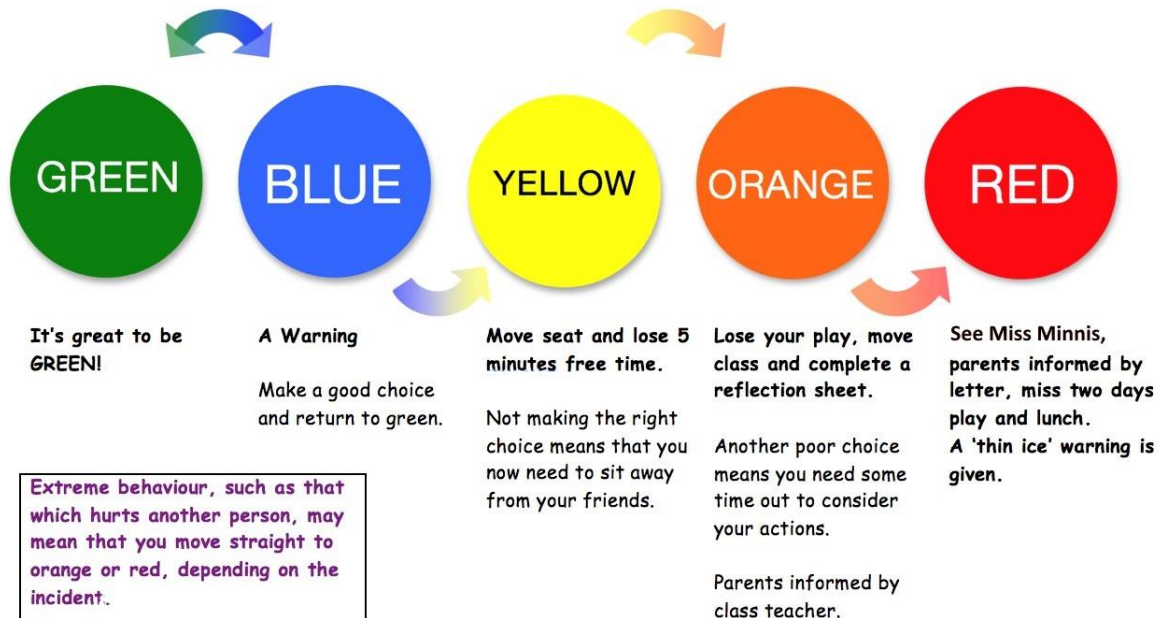 GREEN
BLUE
YELLOW
ORANGE
RED
It's great to be
GREEN!
A Warning
Make a good choice
and return to green.
Move seat and lose 5
minutes free time.
Not making the right
choice means that you
now need to sit away
from your friends.
Lose your play, move
class and complete a
reflection sheet.
Another poor choice
means you need some
time out to consider
your actions.
Parents informed by
class teacher.
See Miss Minnis,
parents informed by
letter, miss two days
play and lunch.
A 'thin ice' warning is
given.
Extreme behaviour, such as that
which hurts another person, may
mean that you move straight to
orange or red, depending on the
incident.